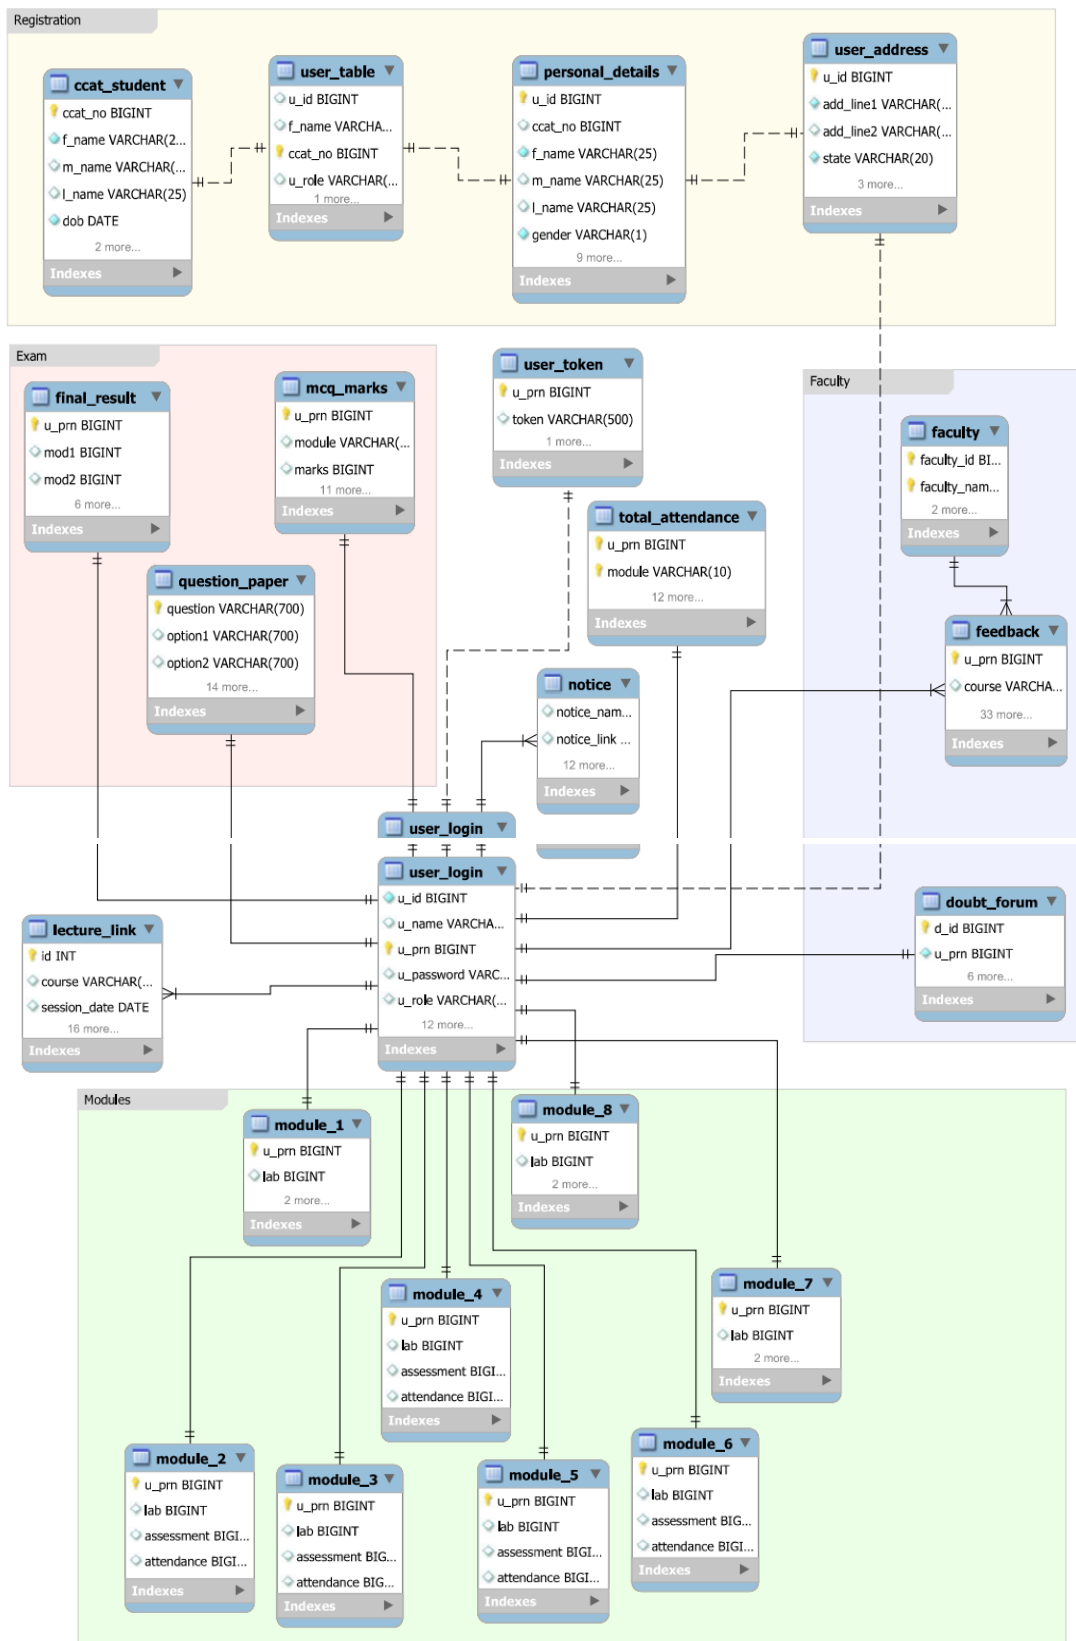 Registration
ccat_student
ccat_no BIGINT
f_name VARCHAR(2...
m_name VARCHAR(...
l_name VARCHAR(25)
dob DATE
2 more...
Indexes
user_table
u_id BIGINT
f_name VARCHA...
ccat_no BIGINT
u_role VARCHAR(...
1 more...
Indexes
personal_details
u_id BIGINT
ccat_no BIGINT
f_name VARCHAR(25)
m_name VARCHAR(25)
l_name VARCHAR(25)
gender VARCHAR(1)
9 more...
Indexes
user_address
u_id BIGINT
add_line1 VARCHAR(...
add_line2 VARCHAR(...
state VARCHAR(20)
3 more...
Indexes
Exam
final_result
u_prn BIGINT
mod1 BIGINT
mod2 BIGINT
6 more...
Indexes
mcq_marks
u_prn BIGINT
module VARCHAR(...
marks BIGINT
11 more...
Indexes
question_paper
question VARCHAR(700)
option1 VARCHAR(700)
option2 VARCHAR(700)
14 more...
Indexes
user_token
u_prn BIGINT
token VARCHAR(500)
1 more...
Indexes
total_attendance
u_prn BIGINT
module VARCHAR(10)
12 more...
Indexes
notice
notice_nam...
notice_link ...
12 more...
Indexes
Faculty
faculty
faculty_id BI...
faculty_nam...
2 more...
Indexes
feedback
u_prn BIGINT
course VARCHA...
33 more...
Indexes
user_login
user_login
u_id BIGINT
u_name VARCHA...
u_prn BIGINT
u_password VARC...
u_role VARCHAR(...
12 more...
Indexes
lecture_link
id INT
course VARCHAR(...
session_date DATE
16 more...
Indexes
doubt_forum
d_id BIGINT
u_prn BIGINT
6 more...
Indexes
Modules
module_1
u_prn BIGINT
lab BIGINT
2 more...
Indexes
module_8
u_prn BIGINT
lab BIGINT
2 more...
Indexes
module_4
u_prn BIGINT
lab BIGINT
assessment BIGI...
attendance BIGI...
Indexes
module_7
u_prn BIGINT
lab BIGINT
2 more...
Indexes
module_2
u_prn BIGINT
lab BIGINT
assessment BIGI...
attendance BIGI...
Indexes
module_3
u_prn BIGINT
lab BIGINT
assessment BIG...
attendance BIG...
Indexes
module_5
u_prn BIGINT
lab BIGINT
assessment BIGI...
attendance BIGI...
Indexes
module_6
u_prn BIGINT
lab BIGINT
assessment BIG...
attendance BIGI...
Indexes